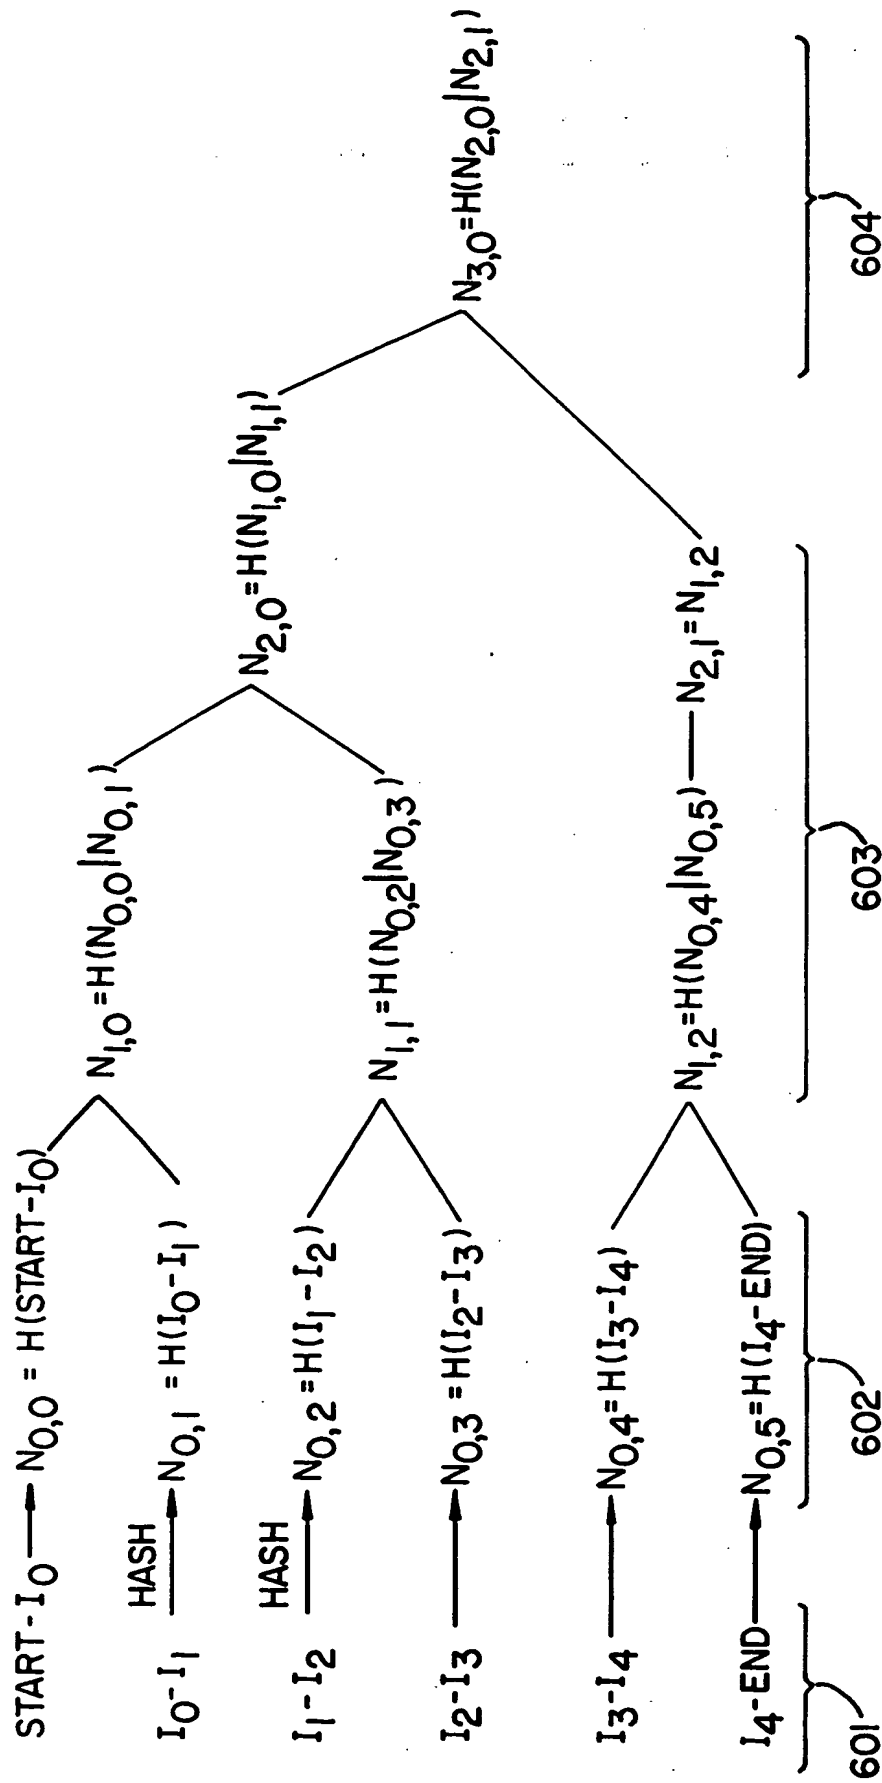 START-I0 N0,0 = H(START-I0)
HASH
I0-I1 N0,1 = H(I0-I1)
N1,0=H(N0,0|N0,1)
HASH
I1-I2 N0,2=H(I1-I2)
N2,0=H(N1,0|N1,1)
N1,1=H(N0,2|N0,3)
I2-I3 N0,3 =H(I2-I3)
N3,0=H(N2,0|N2,1)
I3-I4 N0,4=H(I3-I4)
N1,2=H(N0,4|N0,5) N2,1=N1,2
I4-END N0,5=H(I4-END)
601 602 603 604